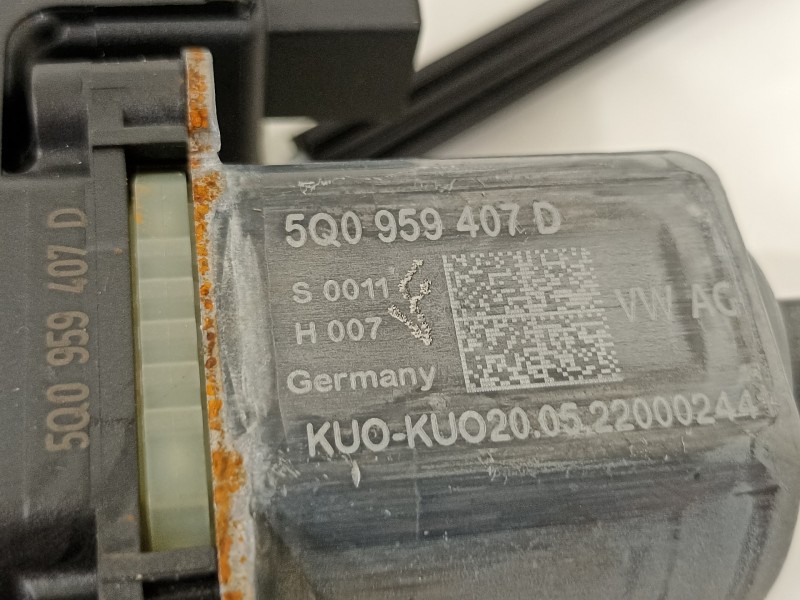 5Q0 959 407 D
5Q0 959 407 D
S 0011
H 007
VW AG
Germany
KUO-KUO20.05.22000244